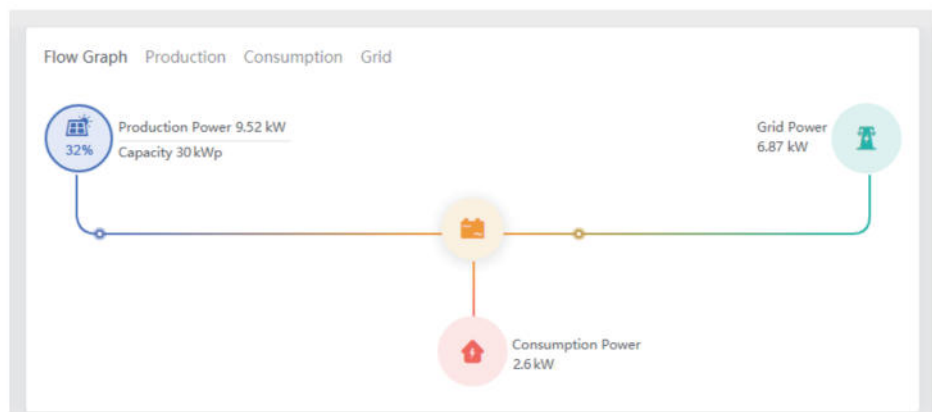 Flow Graph Production Consumption Grid
32%
Production Power 9.52 kW
Capacity 30 kWp
Grid Power
6.87 kW
Consumption Power
2.6 kW